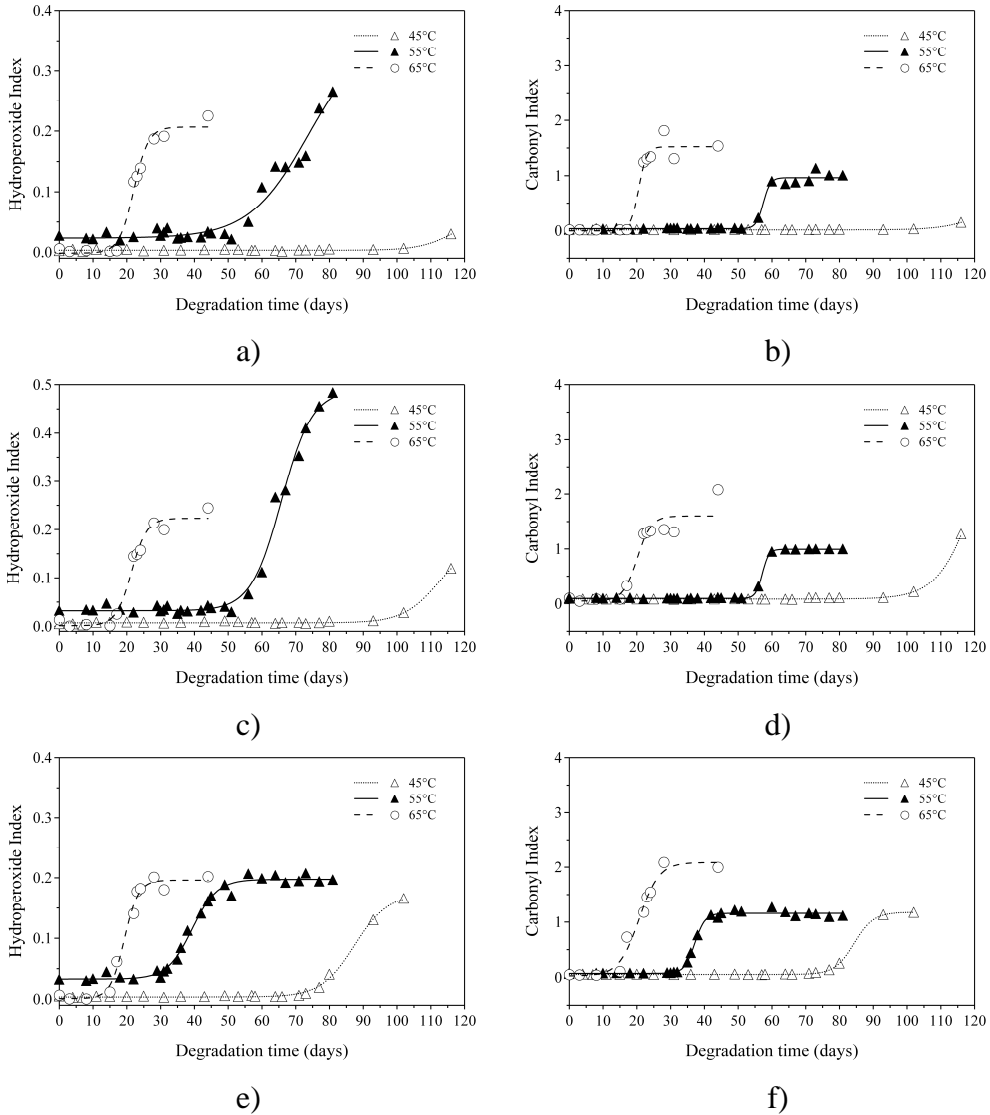 0.4
0.3
0.2
0.1
0.0
Hydroperoxide Index
45°C
55°C
65°C
0 10 20 30 40 50 60 70 80 90 100 110 120
Degradation time (days)
a)
4
3
2
1
0
Carbonyl Index
45°C
55°C
65°C
0 10 20 30 40 50 60 70 80 90 100 110 120
Degradation time (days)
b)
0.5
0.4
0.3
0.2
0.1
0.0
Hydroperoxide Index
45°C
55°C
65°C
0 10 20 30 40 50 60 70 80 90 100 110 120
Degradation time (days)
c)
4
3
2
1
0
Carbonyl Index
45°C
55°C
65°C
0 10 20 30 40 50 60 70 80 90 100 110 120
Degradation time (days)
d)
0.4
0.3
0.2
0.1
0.0
Hydroperoxide Index
45°C
55°C
65°C
0 10 20 30 40 50 60 70 80 90 100 110 120
Degradation time (days)
e)
4
3
2
1
0
Carbonyl Index
45°C
55°C
65°C
0 10 20 30 40 50 60 70 80 90 100 110 120
Degradation time (days)
f)